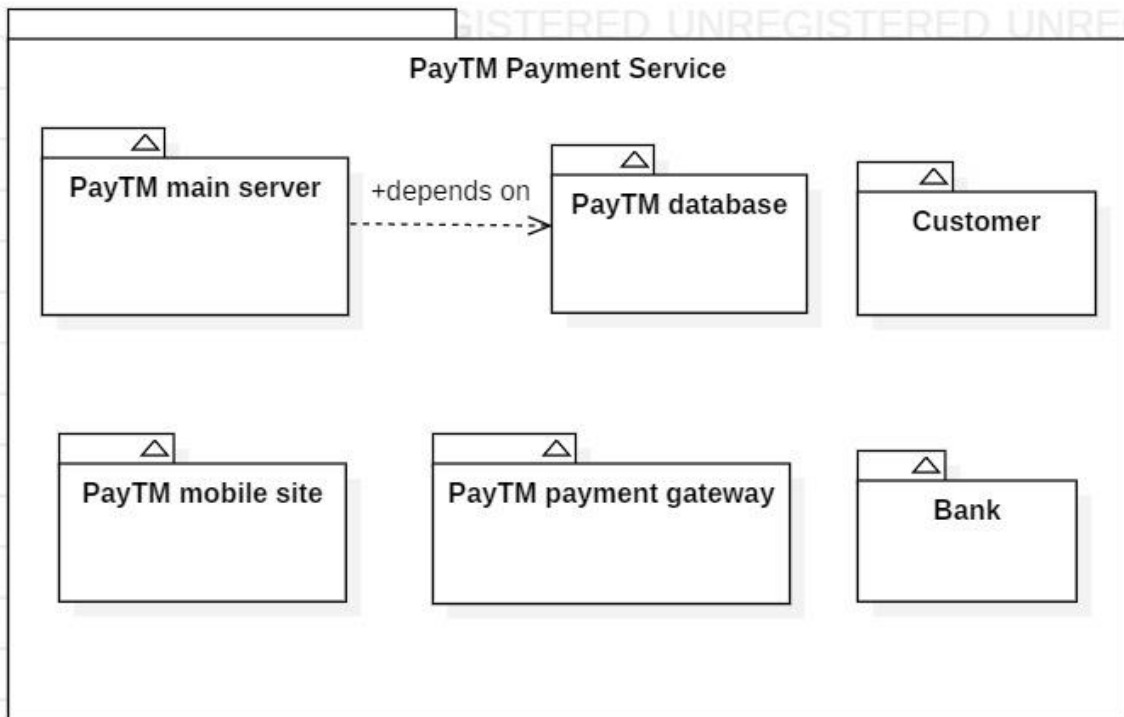 UNREGISTERED UNREGISTERED UNRE
PayTM Payment Service
PayTM main server
+depends on
PayTM database
Customer
PayTM mobile site
PayTM payment gateway
Bank